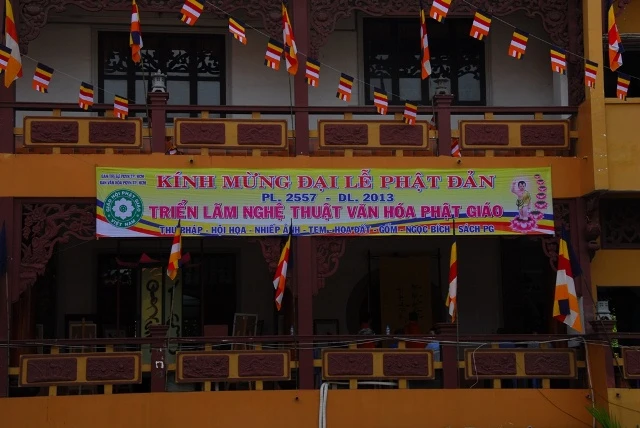 KÍNH MỪNG ĐẠI LỄ PHẬT ĐẢN
PL. 2557 - DL. 2013
TRIỂN LÃM NGHỆ THUẬT VĂN HÓA PHẬT GIÁO
THƯ PHÁP - HỘI HỌA - NHIẾP ẢNH - TEM - HOA ĐẤT - GỐM - NGỌC BÍCH - SÁCH PG